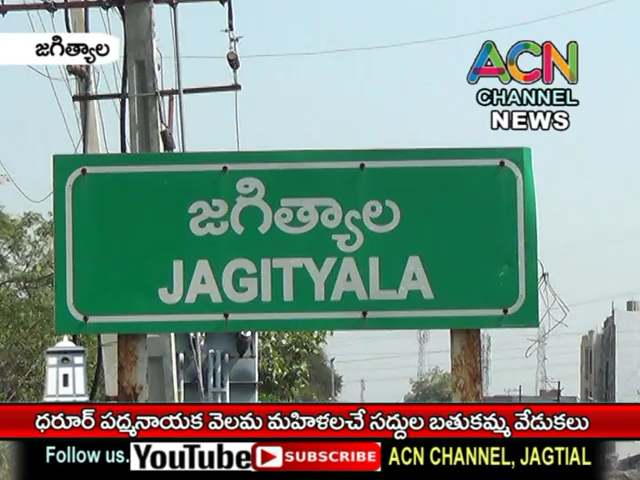 జగిత్యాల
ACN
CHANNEL
NEWS
జగిత్యాల
JAGITYALA
ధరూర్ పద్మనాయక వెలమ మహిళలచే సద్దుల బతుకమ్మ వేడుకలు
Follow us. YouTube SUBSCRIBE ACN CHANNEL, JAGTIAL